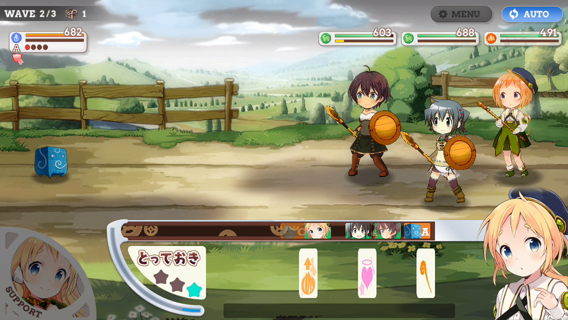 WAVE 2/3 1
MENU
AUTO
682
A
603
688
491
A
とっておき
SUPPORT